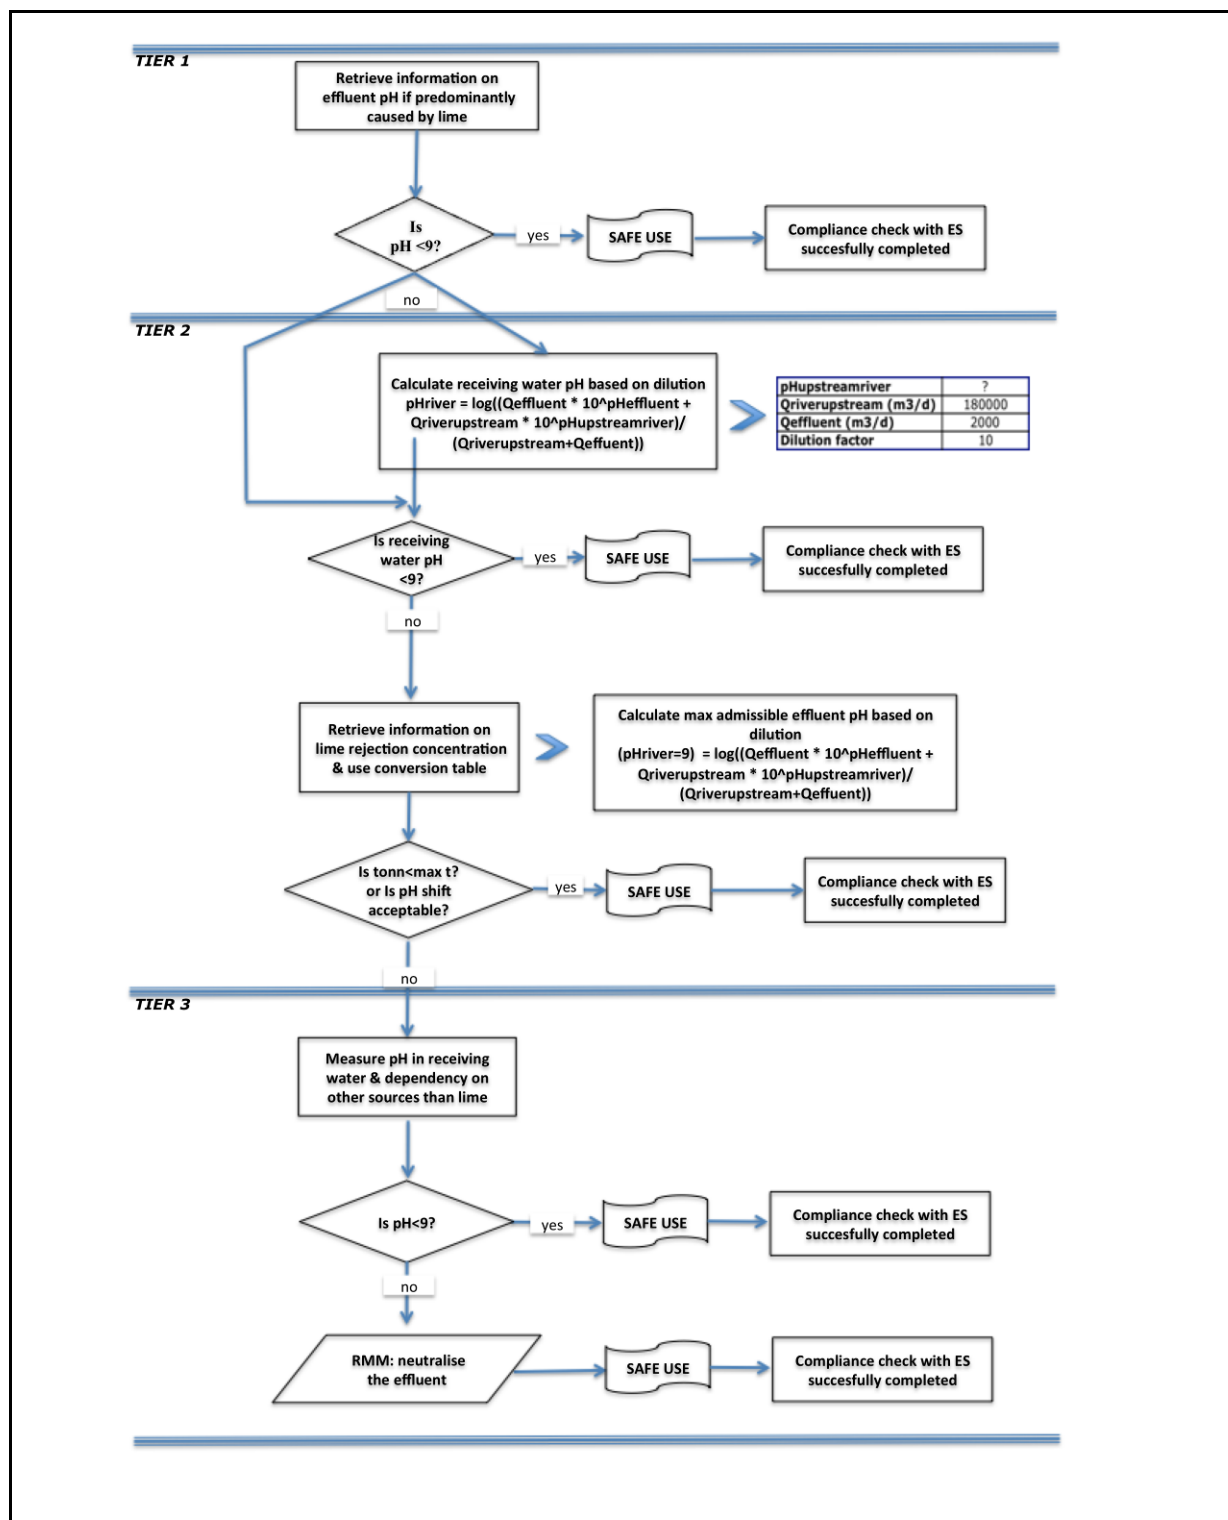 TIER 1
Retrieve information on
effluent pH if predominantly
caused by lime
Is
pH <9?
yes
SAFE USE
Compliance check with ES
succesfully completed
no
TIER 2
Calculate receiving water pH based on dilution
pHriver = log((Qeffluent * 10^pHeffluent +
Qriverupstream * 10^pHupstreamriver)/
(Qriverupstream+Qeffuent))
pHupstreamriver ?
Qriverupstream (m3/d) 180000
Qeffluent (m3/d) 2000
Dilution factor 10
Is receiving
water pH
<9?
yes
SAFE USE
Compliance check with ES
succesfully completed
no
Retrieve information on
lime rejection concentration
& use conversion table
Calculate max admissible effluent pH based on
dilution
(pHriver=9) = log((Qeffluent * 10^pHeffluent +
Qriverupstream * 10^pHupstreamriver)/
(Qriverupstream+Qeffuent))
Is tonn<max t?
or Is pH shift
acceptable?
yes
SAFE USE
Compliance check with ES
succesfully completed
no
TIER 3
Measure pH in receiving
water & dependency on
other sources than lime
Is pH<9?
yes
SAFE USE
Compliance check with ES
succesfully completed
no
RMM: neutralise
the effluent
SAFE USE
Compliance check with ES
succesfully completed